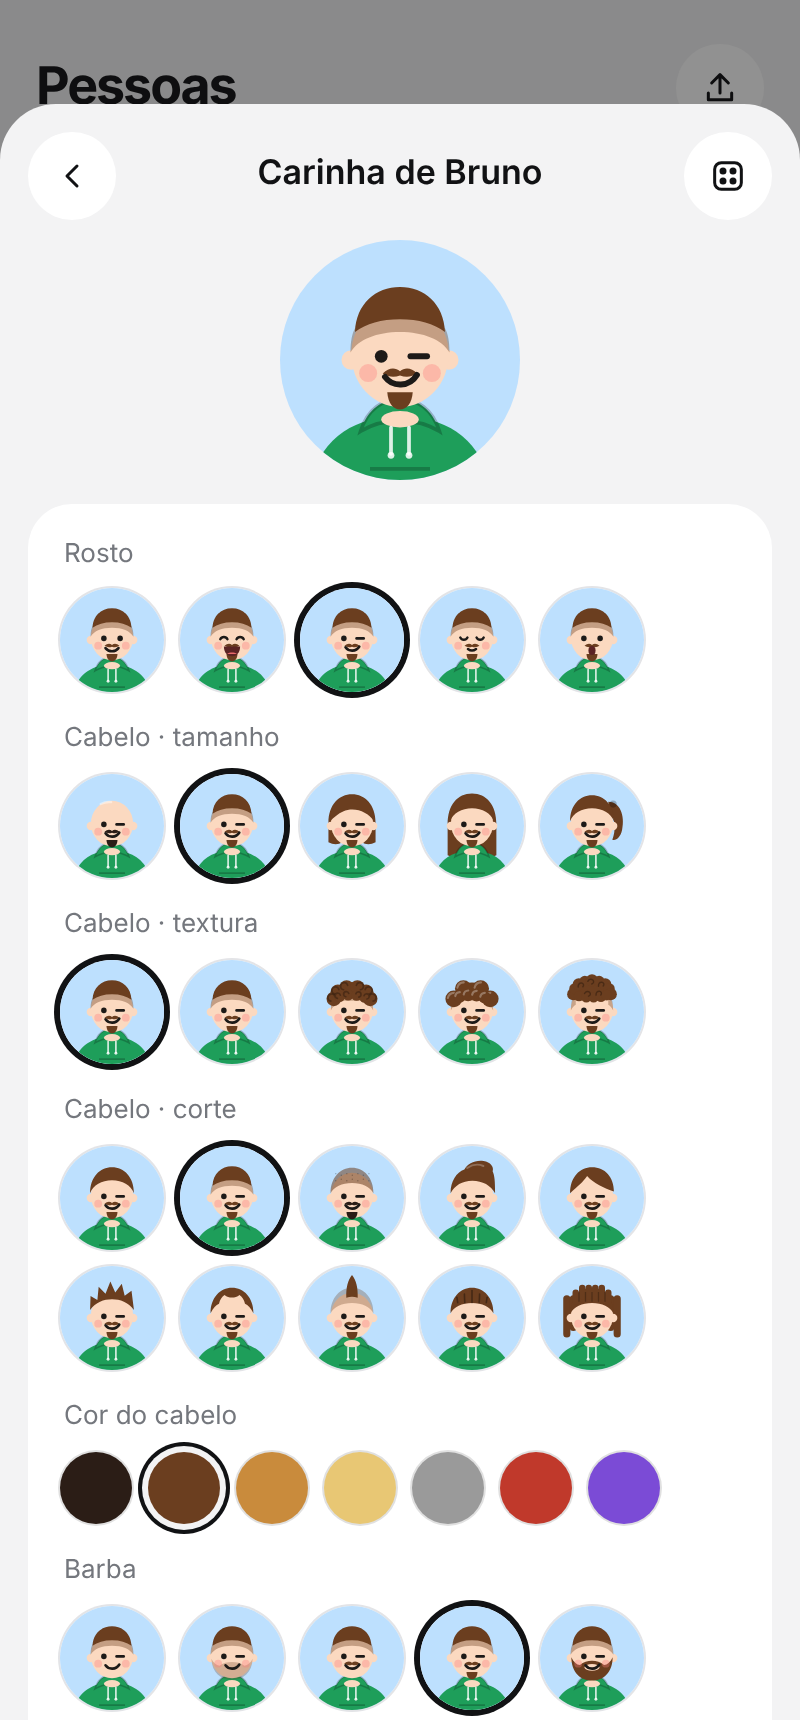 Pessoas
Carinha de Bruno
Rosto
Cabelo · tamanho
Cabelo · textura
Cabelo · corte
Cor do cabelo
Barba